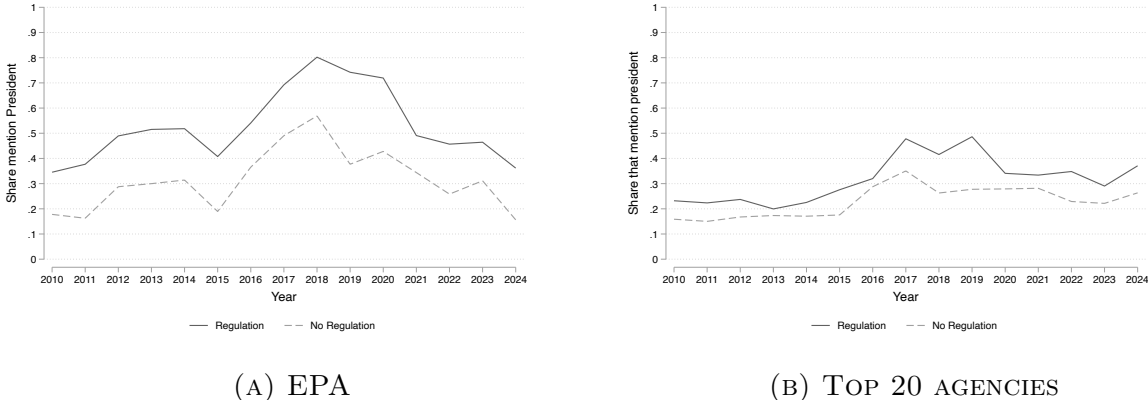 1
.9
.8
.7
.6
.5
.4
.3
.2
.1
0
Share mention President
2010 2011 2012 2013 2014 2015 2016 2017 2018 2019 2020 2021 2022 2023 2024
Year
Regulation No Regulation
(A) EPA
1
.9
.8
.7
.6
.5
.4
.3
.2
.1
0
Share that mention president
2010 2011 2012 2013 2014 2015 2016 2017 2018 2019 2020 2021 2022 2023 2024
Year
Regulation No Regulation
(B) TOP 20 AGENCIES